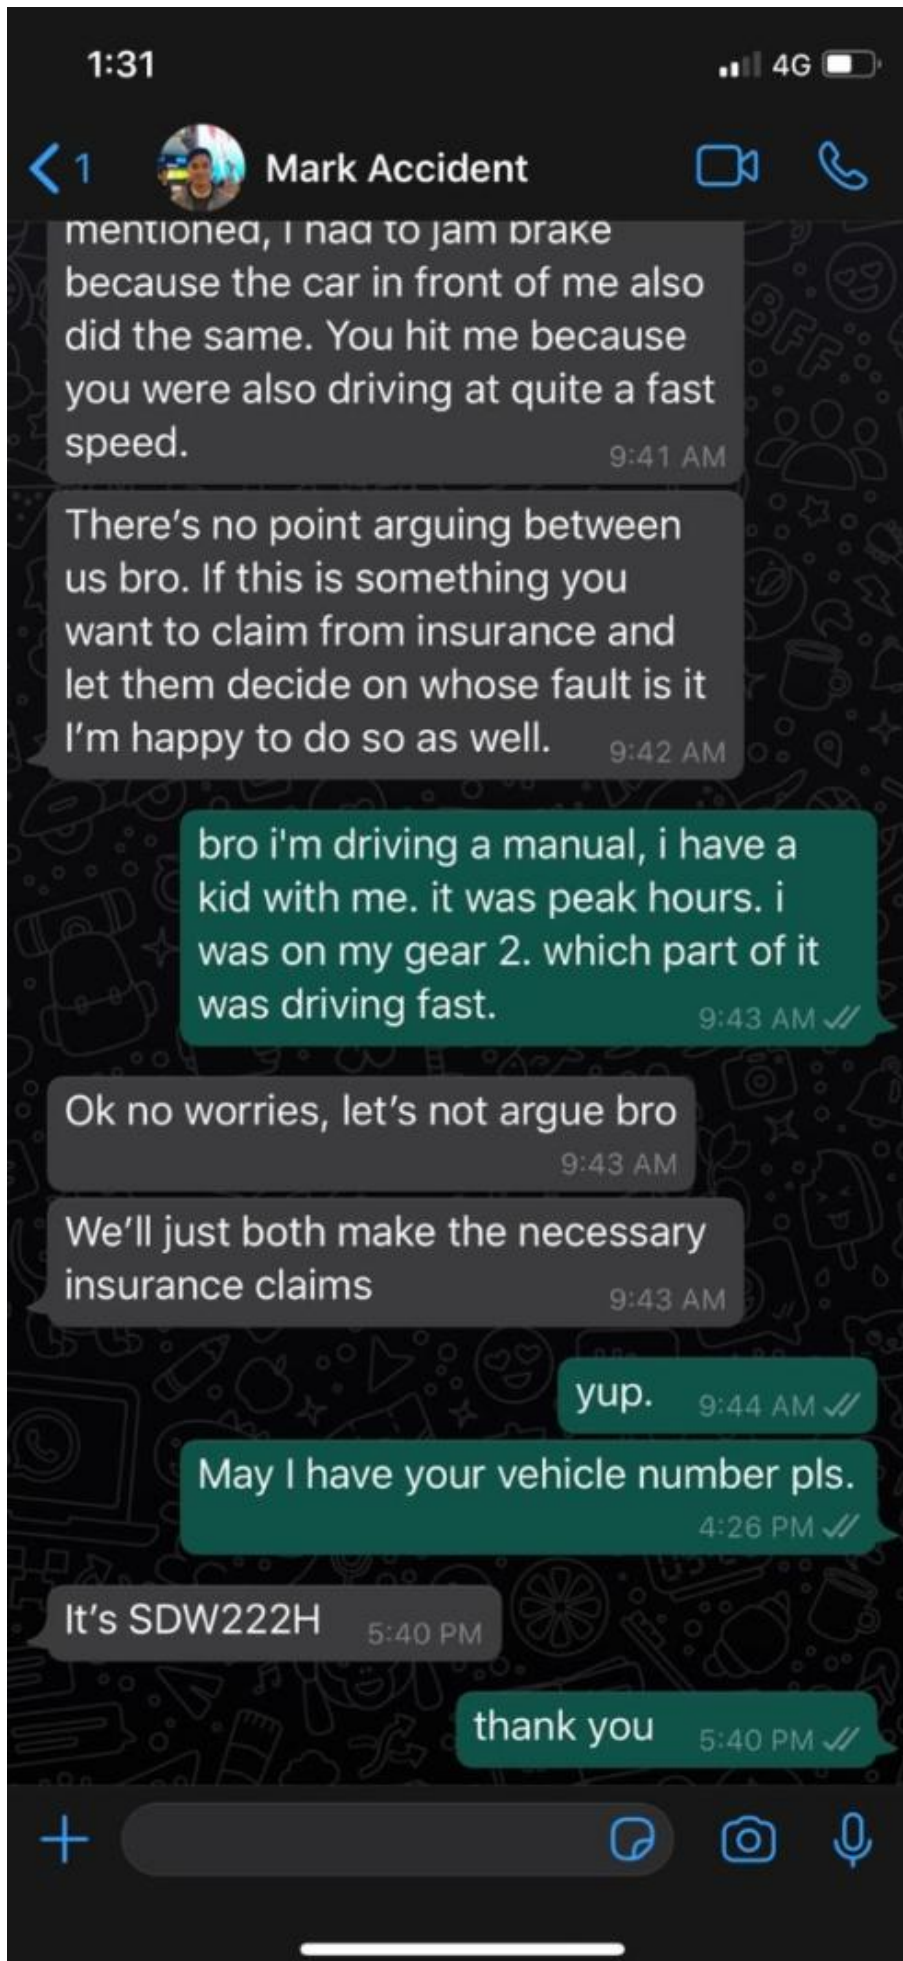 1:31
4G
1
Mark Accident
mentioned, I had to jam brake
because the car in front of me also
did the same. You hit me because
you were also driving at quite a fast
speed.
9:41 AM
There's no point arguing between
us bro. If this is something you
want to claim from insurance and
let them decide on whose fault is it
I'm happy to do so as well.
9:42 AM
bro i'm driving a manual, i have a
kid with me. it was peak hours. i
was on my gear 2. which part of it
was driving fast.
9:43 AM
Ok no worries, let's not argue bro
9:43 AM
We'll just both make the necessary
insurance claims
9:43 AM
yup.
9:44 AM
May I have your vehicle number pls.
4:26 PM
It's SDW222H
5:40 PM
thank you
5:40 PM